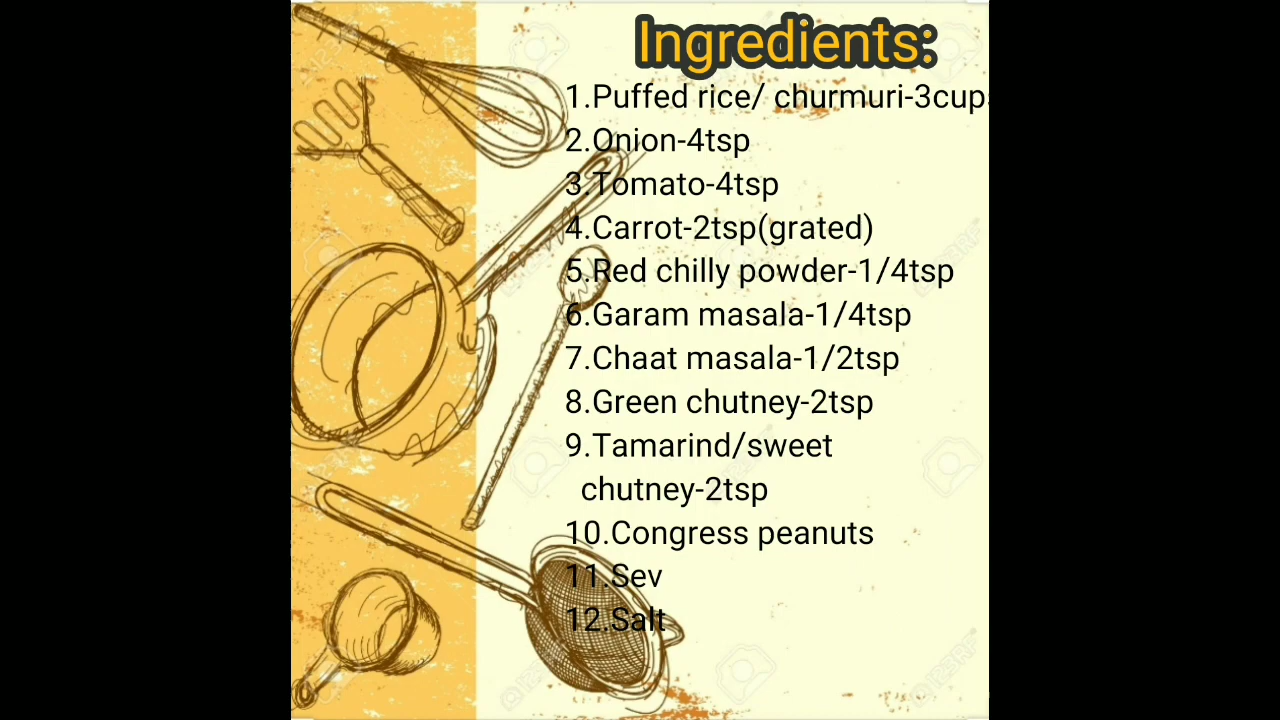 Ingredients:
1.Puffed rice/ churmuri-3cups
2.Onion-4tsp
3.Tomato-4tsp
4.Carrot-2tsp(grated)
5.Red chilly powder-1/4tsp
6.Garam masala-1/4tsp
7.Chaat masala-1/2tsp
8.Green chutney-2tsp
9.Tamarind/sweet
chutney-2tsp
10.Congress peanuts
11.Sev
12.Salt